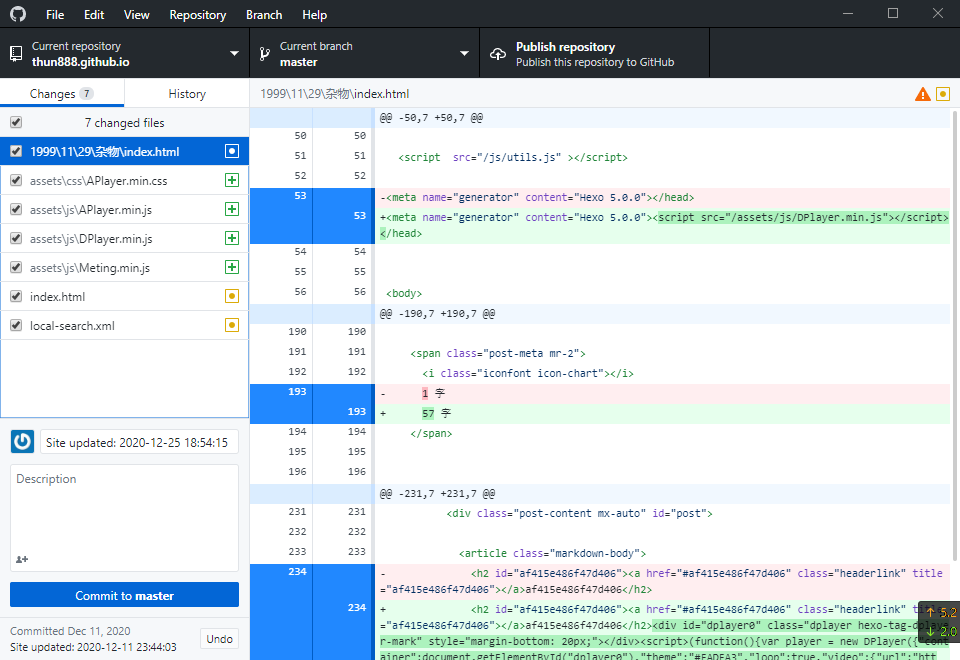 File Edit View Repository Branch Help
Current repository
thun888.github.io
Current branch
master
Publish repository
Publish this repository to GitHub
Changes 7
History
1999\11\29\杂物\index.html
7 changed files
1999\11\29\杂物\index.html
assets\css\APlayer.min.css
assets\js\APlayer.min.js
assets\js\DPlayer.min.js
assets\js\Meting.min.js
index.html
local-search.xml
Site updated: 2020-12-25 18:54:15
Description
Commit to master
Committed Dec 11, 2020
Site updated: 2020-12-11 23:44:03
Undo
@@ -50,7 +50,7 @@
50 50
51 51 <script  src="/js/utils.js" ></script>
52 52
53 -<meta name="generator" content="Hexo 5.0.0"></head>
53 +<meta name="generator" content="Hexo 5.0.0"><script src="/assets/js/DPlayer.min.js"></script>
</head>
54 54
55 55
56 56 <body>
@@ -190,7 +190,7 @@
190 190
191 191 <span class="post-meta mr-2">
192 192 <i class="iconfont icon-chart"></i>
193 - 1 字
193 + 57 字
194 194 </span>
195 195
196 196
@@ -231,7 +231,7 @@
231 231 <div class="post-content mx-auto" id="post">
232 232
233 233 <article class="markdown-body">
234 - <h2 id="af415e486f47d406"><a href="#af415e486f47d406" class="headerlink" title
="af415e486f47d406"></a>af415e486f47d406</h2>
234 + <h2 id="af415e486f47d406"><a href="#af415e486f47d406" class="headerlink"
="af415e486f47d406"></a>af415e486f47d406</h2><div id="dplayer0" class="dplayer hexo-tag-dplaye
r-mark" style="margin-bottom: 20px;"></div><script>(function(){var player = new DPlayer({
ainer":document.getElementById("dplayer0"),"theme":"#FADFA3","loop":true,"video":{"url":"htt
↑ 5.2
↓ 2.0